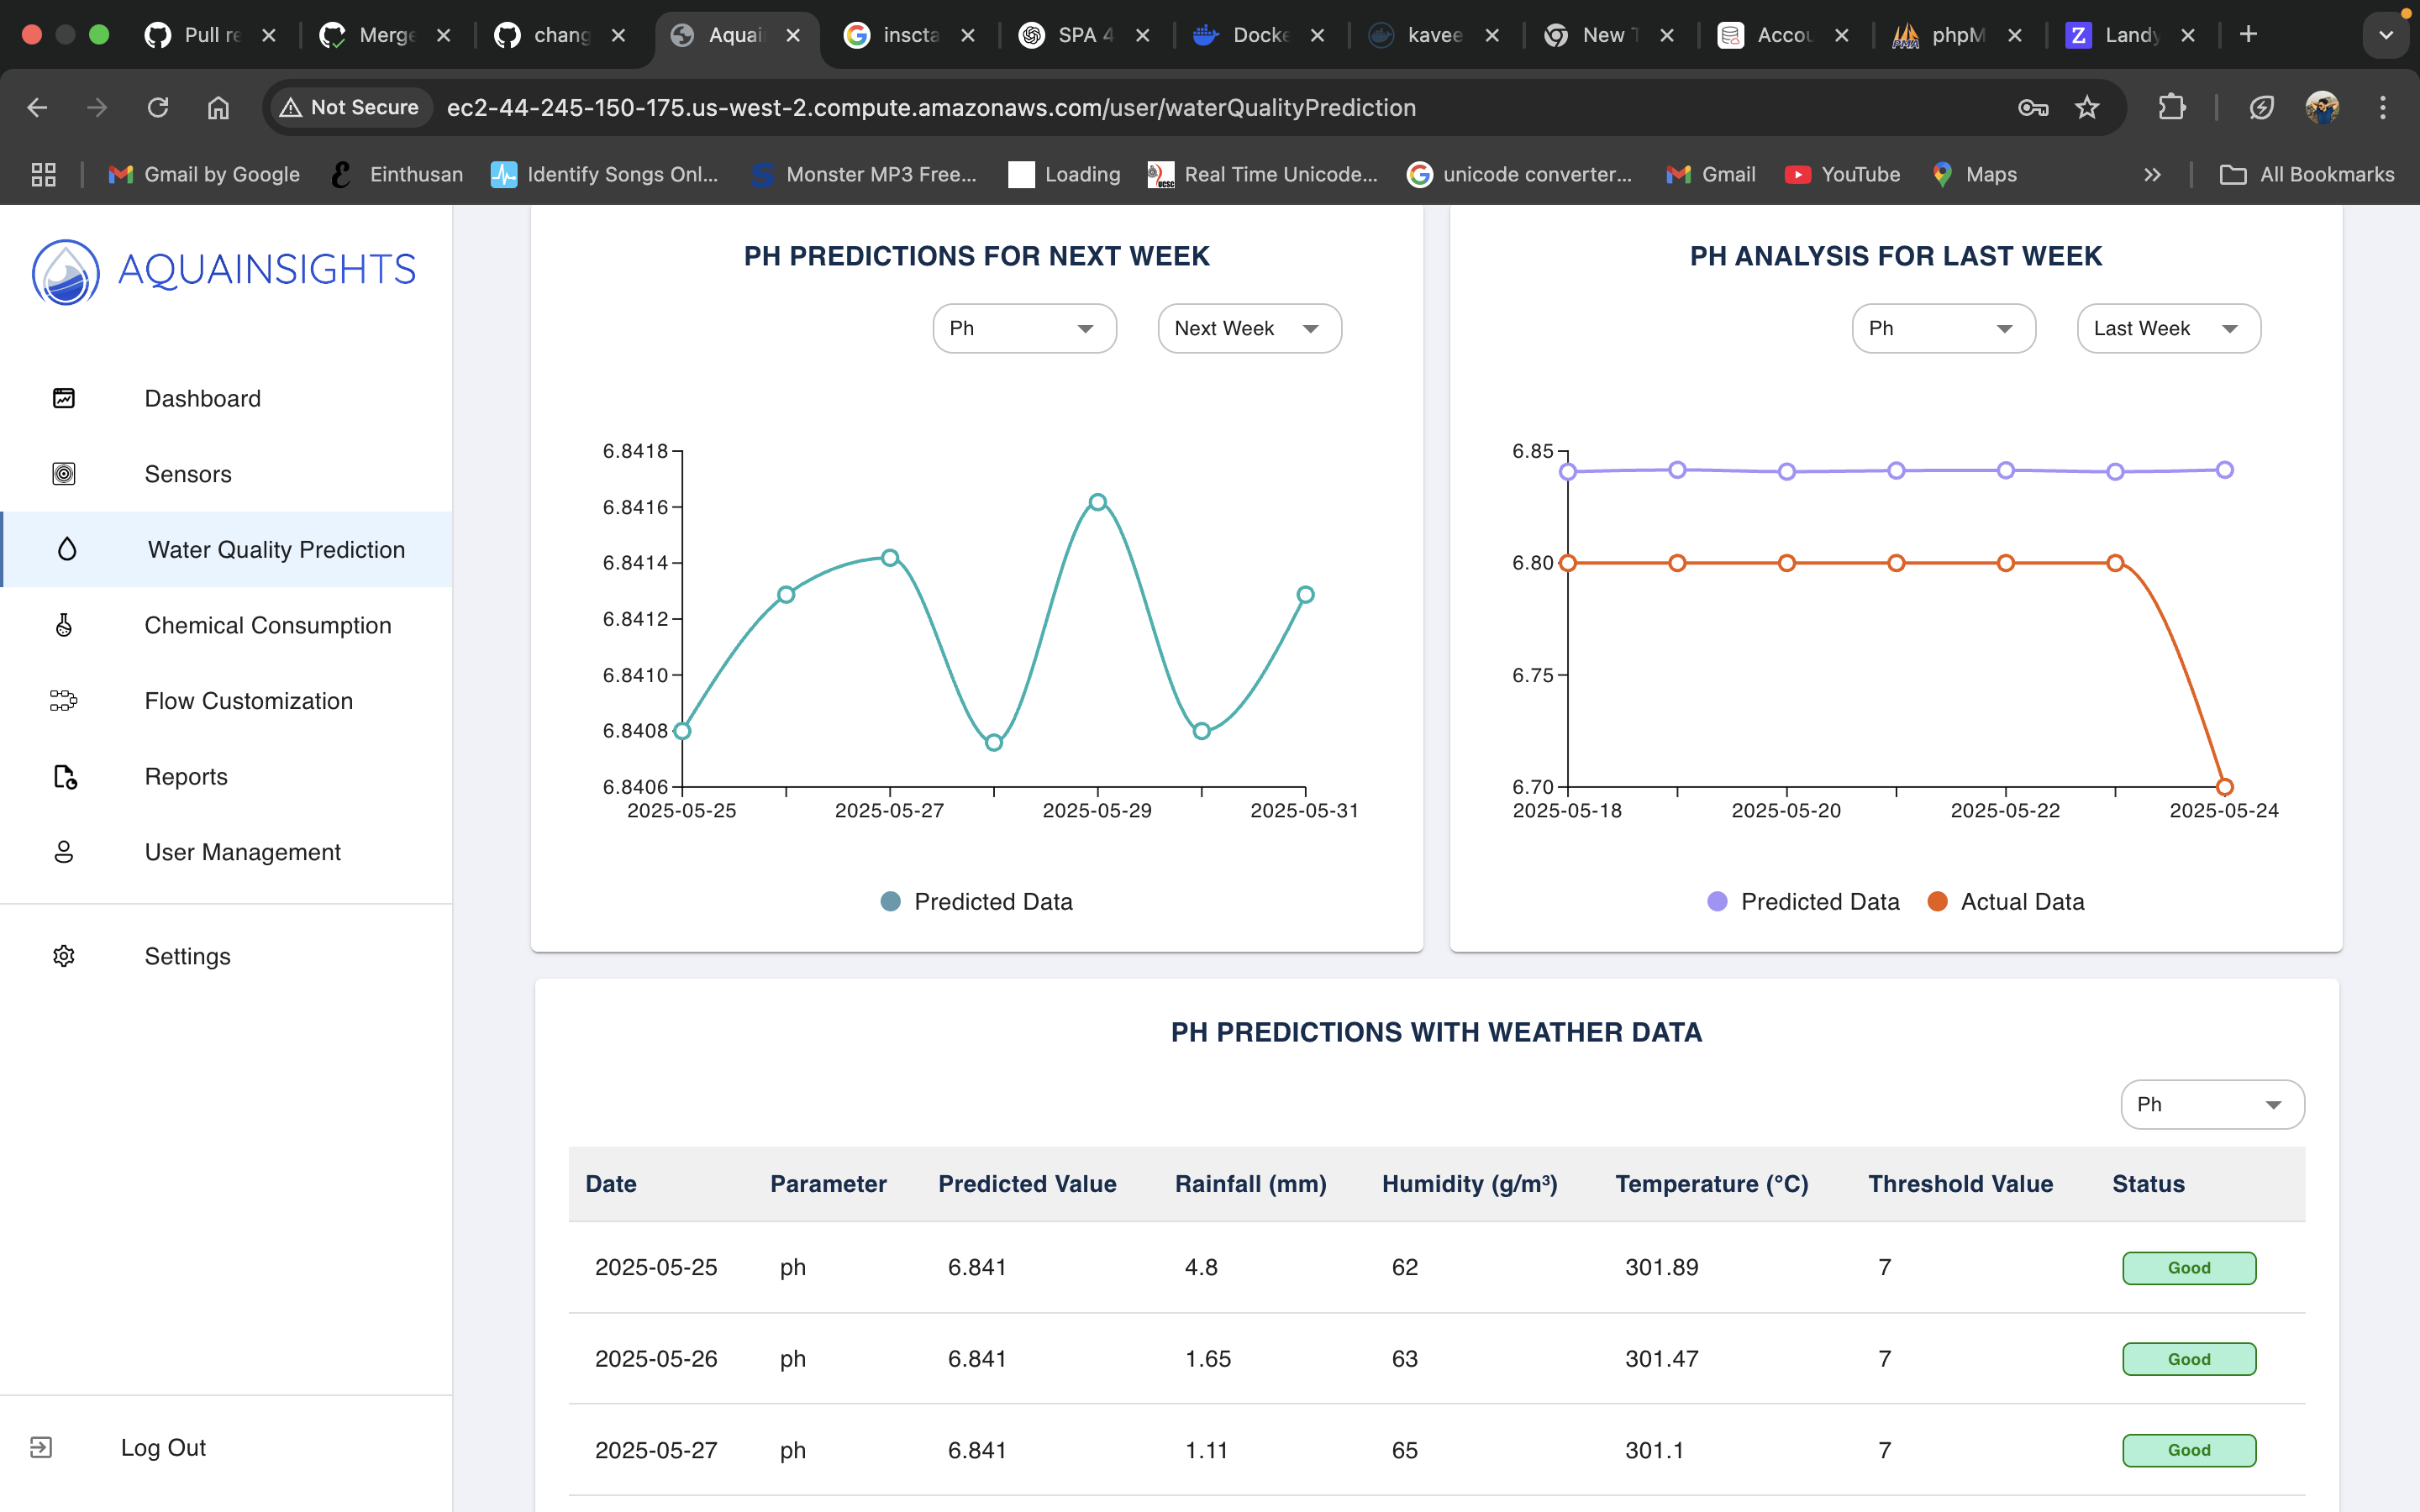 Pull re
Merge
chang
Aquai
inscta
SPA 4
Docke
kavee
New T
Accou
phpM
Z Landy
Not Secure
ec2-44-245-150-175.us-west-2.compute.amazonaws.com/user/waterQualityPrediction
Gmail by Google
Einthusan
Identify Songs Onl...
Monster MP3 Free...
Loading
Real Time Unicode...
unicode converter...
Gmail
YouTube
Maps
All Bookmarks
AQUAINSIGHTS
Dashboard
Sensors
Water Quality Prediction
Chemical Consumption
Flow Customization
Reports
User Management
Settings
Log Out
PH PREDICTIONS FOR NEXT WEEK
Ph
Next Week
6.8418
6.8416
6.8414
6.8412
6.8410
6.8408
6.8406
2025-05-25 2025-05-27 2025-05-29 2025-05-31
Predicted Data
PH ANALYSIS FOR LAST WEEK
Ph
Last Week
6.85
6.80
6.75
6.70
2025-05-18 2025-05-20 2025-05-22 2025-05-24
Predicted Data Actual Data
PH PREDICTIONS WITH WEATHER DATA
Ph
Date Parameter Predicted Value Rainfall (mm) Humidity (g/m³) Temperature (°C) Threshold Value Status
2025-05-25 ph 6.841 4.8 62 301.89 7 Good
2025-05-26 ph 6.841 1.65 63 301.47 7 Good
2025-05-27 ph 6.841 1.11 65 301.1 7 Good